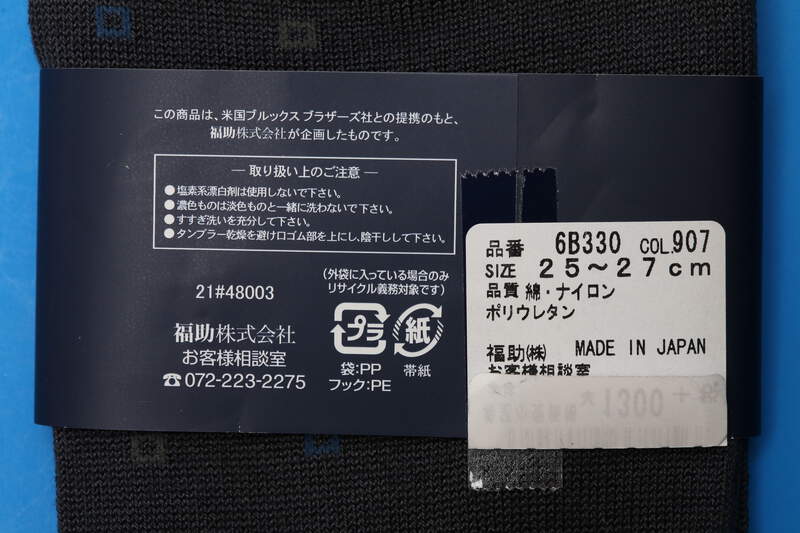 この商品は、米国ブルックス ブラザーズ社との提携のもと、
福助株式会社が企画したものです。
― 取り扱い上のご注意 ―
●塩素系漂白剤は使用しないで下さい。
●濃色ものは淡色ものと一緒に洗わないで下さい。
●すすぎ洗いを充分して下さい。
●タンブラー乾燥を避け口ゴム部を上にし、陰干しして下さい。
21#48003
福助株式会社
お客様相談室
☎072-223-2275
(外袋に入っている場合のみ
リサイクル義務対象です)
プラ
紙
袋:PP
フック:PE
帯紙
品番 6B330 COL.907
SIZE 25~27cm
品質 綿・ナイロン
ポリウレタン
福助(株) MADE IN JAPAN
お客様相談室
1300 +